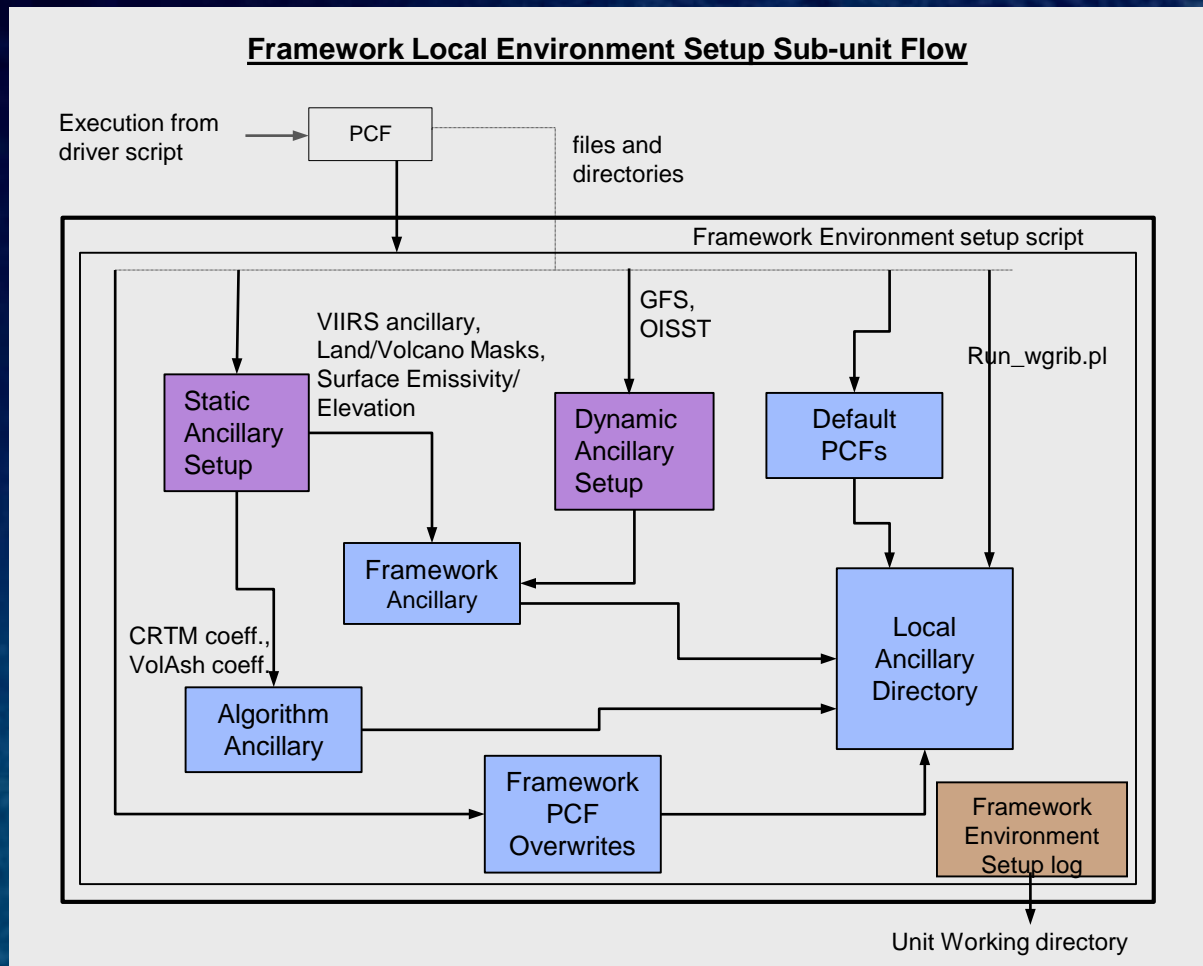 Framework Local Environment Setup Sub-unit Flow
Execution from
driver script
PCF
files and
directories
Framework Environment setup script
VIIRS ancillary,
Land/Volcano Masks,
Surface Emissivity/
Elevation
GFS,
OISST
Run_wgrib.pl
Static
Ancillary
Setup
Dynamic
Ancillary
Setup
Default
PCFs
Framework
Ancillary
Local
Ancillary
Directory
CRTM coeff.,
VolAsh coeff.
Algorithm
Ancillary
Framework
PCF
Overwrites
Framework
Environment
Setup log
Unit Working directory